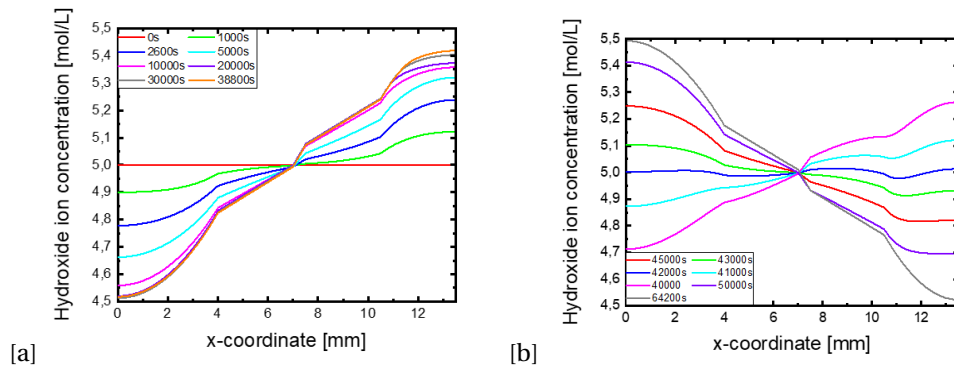 Hydroxide ion concentration [mol/L]
5,5
5,4
5,3
5,2
5,1
5,0
4,9
4,8
4,7
4,6
4,5
0s 1000s
2600s 5000s
10000s 20000s
30000s 38800s
0 2 4 6 8 10 12
x-coordinate [mm]
[a]
Hydroxide ion concentration [mol/L]
5,5
5,4
5,3
5,2
5,1
5,0
4,9
4,8
4,7
4,6
4,5
45000s 43000s
42000s 41000s
40000 50000s
64200s
0 2 4 6 8 10 12
x-coordinate [mm]
[b]